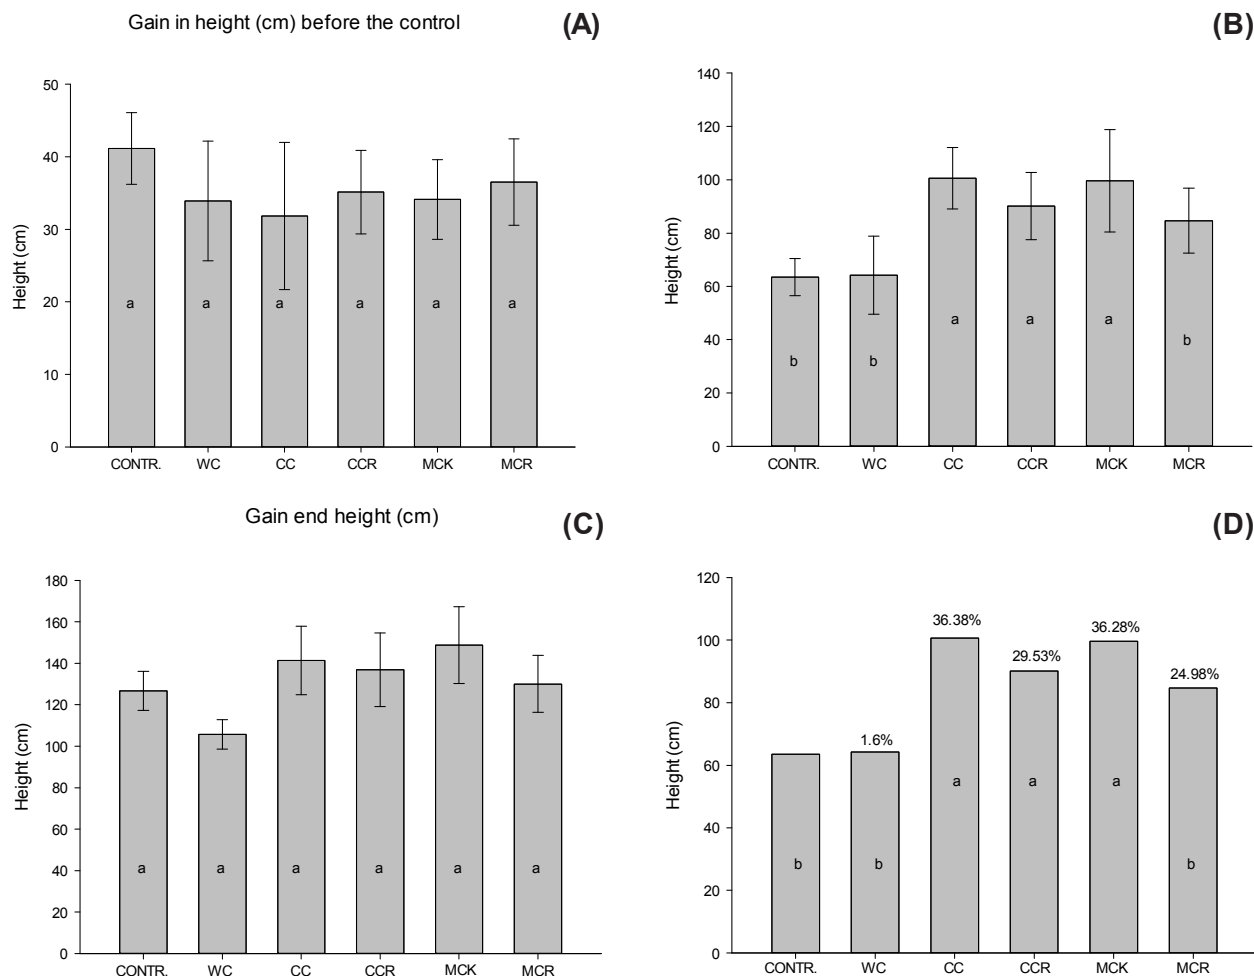 Gain in height (cm) before the control
(A)
50
40
30
20
10
0
Height (cm)
a a a a a a
CONTR. WC CC CCR MCK MCR
(B)
140
120
100
80
60
40
20
0
Height (cm)
b b a a a b
CONTR. WC CC CCR MCK MCR
Gain end height (cm)
(C)
180
160
140
120
100
80
60
40
20
0
Height (cm)
a a a a a a
CONTR. WC CC CCR MCK MCR
(D)
120
100
80
60
40
20
0
Height (cm)
1.6% 36.38% 29.53% 36.28% 24.98%
b b a a a b
CONTR. WC CC CCR MCK MCR